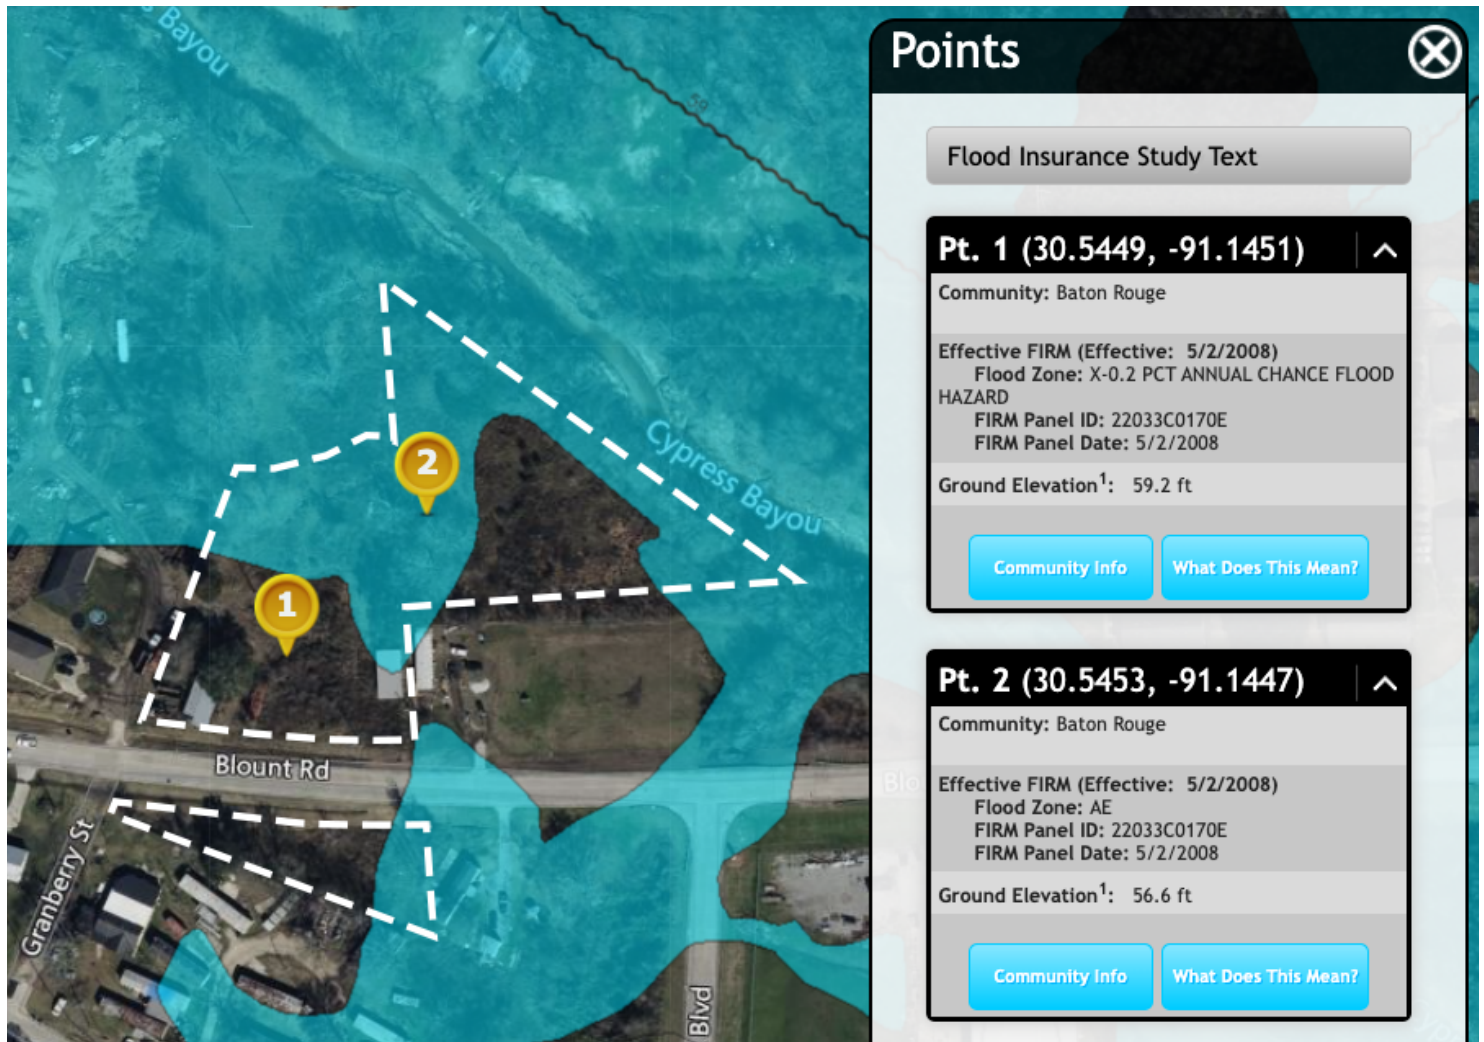 s Bayou
59
Cypress Bayou
2
1
Blount Rd
Granberry St
Blvd
Points
Flood Insurance Study Text
Pt. 1 (30.5449, -91.1451)
Community: Baton Rouge
Effective FIRM (Effective: 5/2/2008)
Flood Zone: X-0.2 PCT ANNUAL CHANCE FLOOD
HAZARD
FIRM Panel ID: 22033C0170E
FIRM Panel Date: 5/2/2008
Ground Elevation¹: 59.2 ft
Community Info
What Does This Mean?
Pt. 2 (30.5453, -91.1447)
Community: Baton Rouge
Effective FIRM (Effective: 5/2/2008)
Flood Zone: AE
FIRM Panel ID: 22033C0170E
FIRM Panel Date: 5/2/2008
Ground Elevation¹: 56.6 ft
Community Info
What Does This Mean?